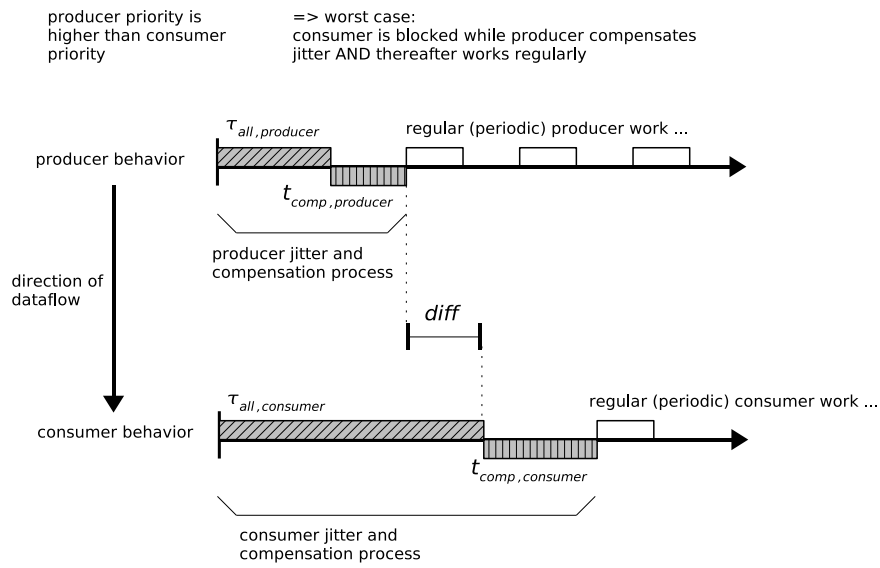 producer priority is
higher than consumer
priority
=> worst case:
consumer is blocked while producer compensates
jitter AND thereafter works regularly
τall,producer
regular (periodic) producer work ...
producer behavior
tcomp,producer
producer jitter and
compensation process
direction of
dataflow
diff
τall,consumer
regular (periodic) consumer work ...
consumer behavior
tcomp,consumer
consumer jitter and
compensation process